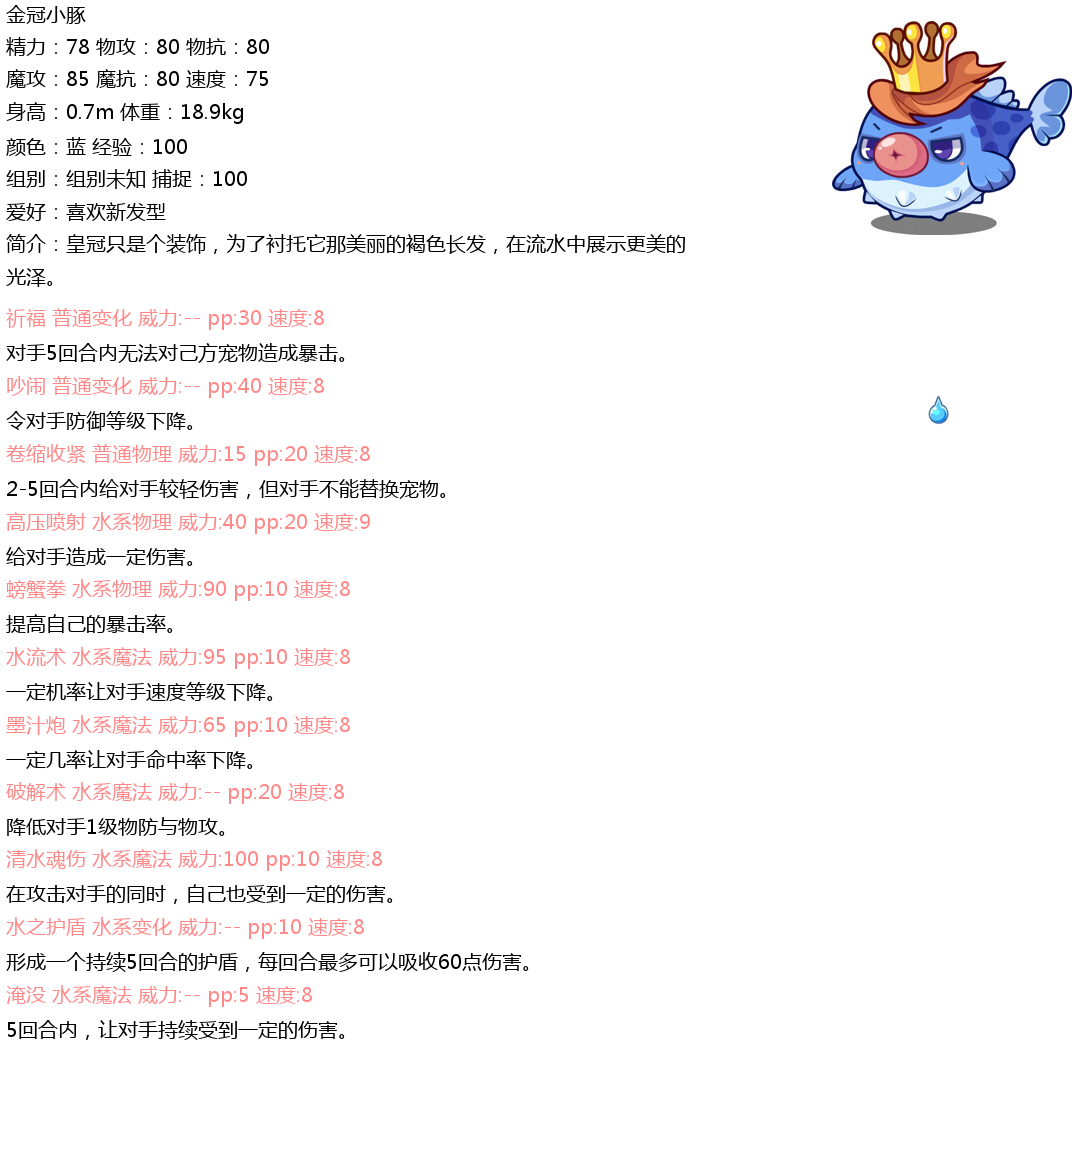 金冠小豚
精力：78 物攻：80 物抗：80
魔攻：85 魔抗：80 速度：75
身高：0.7m 体重：18.9kg
颜色：蓝 经验：100
组别：组别未知 捕捉：100
爱好：喜欢新发型
简介：皇冠只是个装饰，为了衬托它那美丽的褐色长发，在流水中展示更美的
光泽。
祈福 普通变化 威力:-- pp:30 速度:8
对手5回合内无法对己方宠物造成暴击。
吵闹 普通变化 威力:-- pp:40 速度:8
令对手防御等级下降。
卷缩收紧 普通物理 威力:15 pp:20 速度:8
2-5回合内给对手较轻伤害，但对手不能替换宠物。
高压喷射 水系物理 威力:40 pp:20 速度:9
给对手造成一定伤害。
螃蟹拳 水系物理 威力:90 pp:10 速度:8
提高自己的暴击率。
水流术 水系魔法 威力:95 pp:10 速度:8
一定机率让对手速度等级下降。
墨汁炮 水系魔法 威力:65 pp:10 速度:8
一定几率让对手命中率下降。
破解术 水系魔法 威力:-- pp:20 速度:8
降低对手1级物防与物攻。
清水魂伤 水系魔法 威力:100 pp:10 速度:8
在攻击对手的同时，自己也受到一定的伤害。
水之护盾 水系变化 威力:-- pp:10 速度:8
形成一个持续5回合的护盾，每回合最多可以吸收60点伤害。
淹没 水系魔法 威力:-- pp:5 速度:8
5回合内，让对手持续受到一定的伤害。